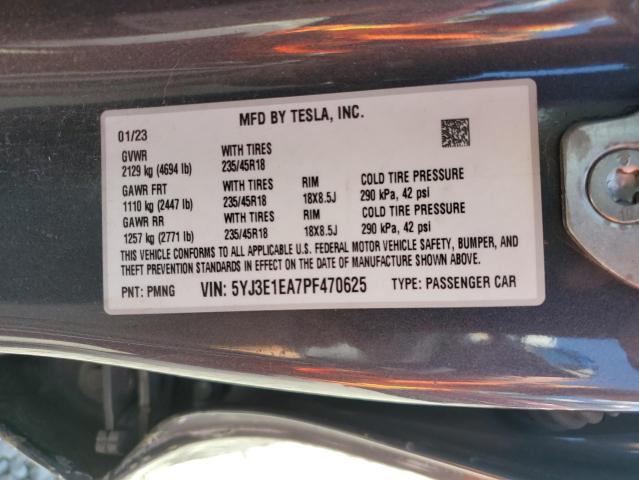 MFD BY TESLA, INC.
01/23
GVWR WITH TIRES
2129 kg (4694 lb) 235/45R18
GAWR FRT WITH TIRES RIM COLD TIRE PRESSURE
1110 kg (2447 lb) 235/45R18 18X8.5J 290 kPa, 42 psi
GAWR RR WITH TIRES RIM COLD TIRE PRESSURE
1257 kg (2771 lb) 235/45R18 18X8.5J 290 kPa, 42 psi
THIS VEHICLE CONFORMS TO ALL APPLICABLE U.S. FEDERAL MOTOR VEHICLE SAFETY, BUMPER, AND
THEFT PREVENTION STANDARDS IN EFFECT ON THE DATE OF MANUFACTURE SHOWN ABOVE.
PNT: PMNG VIN: 5YJ3E1EA7PF470625 TYPE: PASSENGER CAR